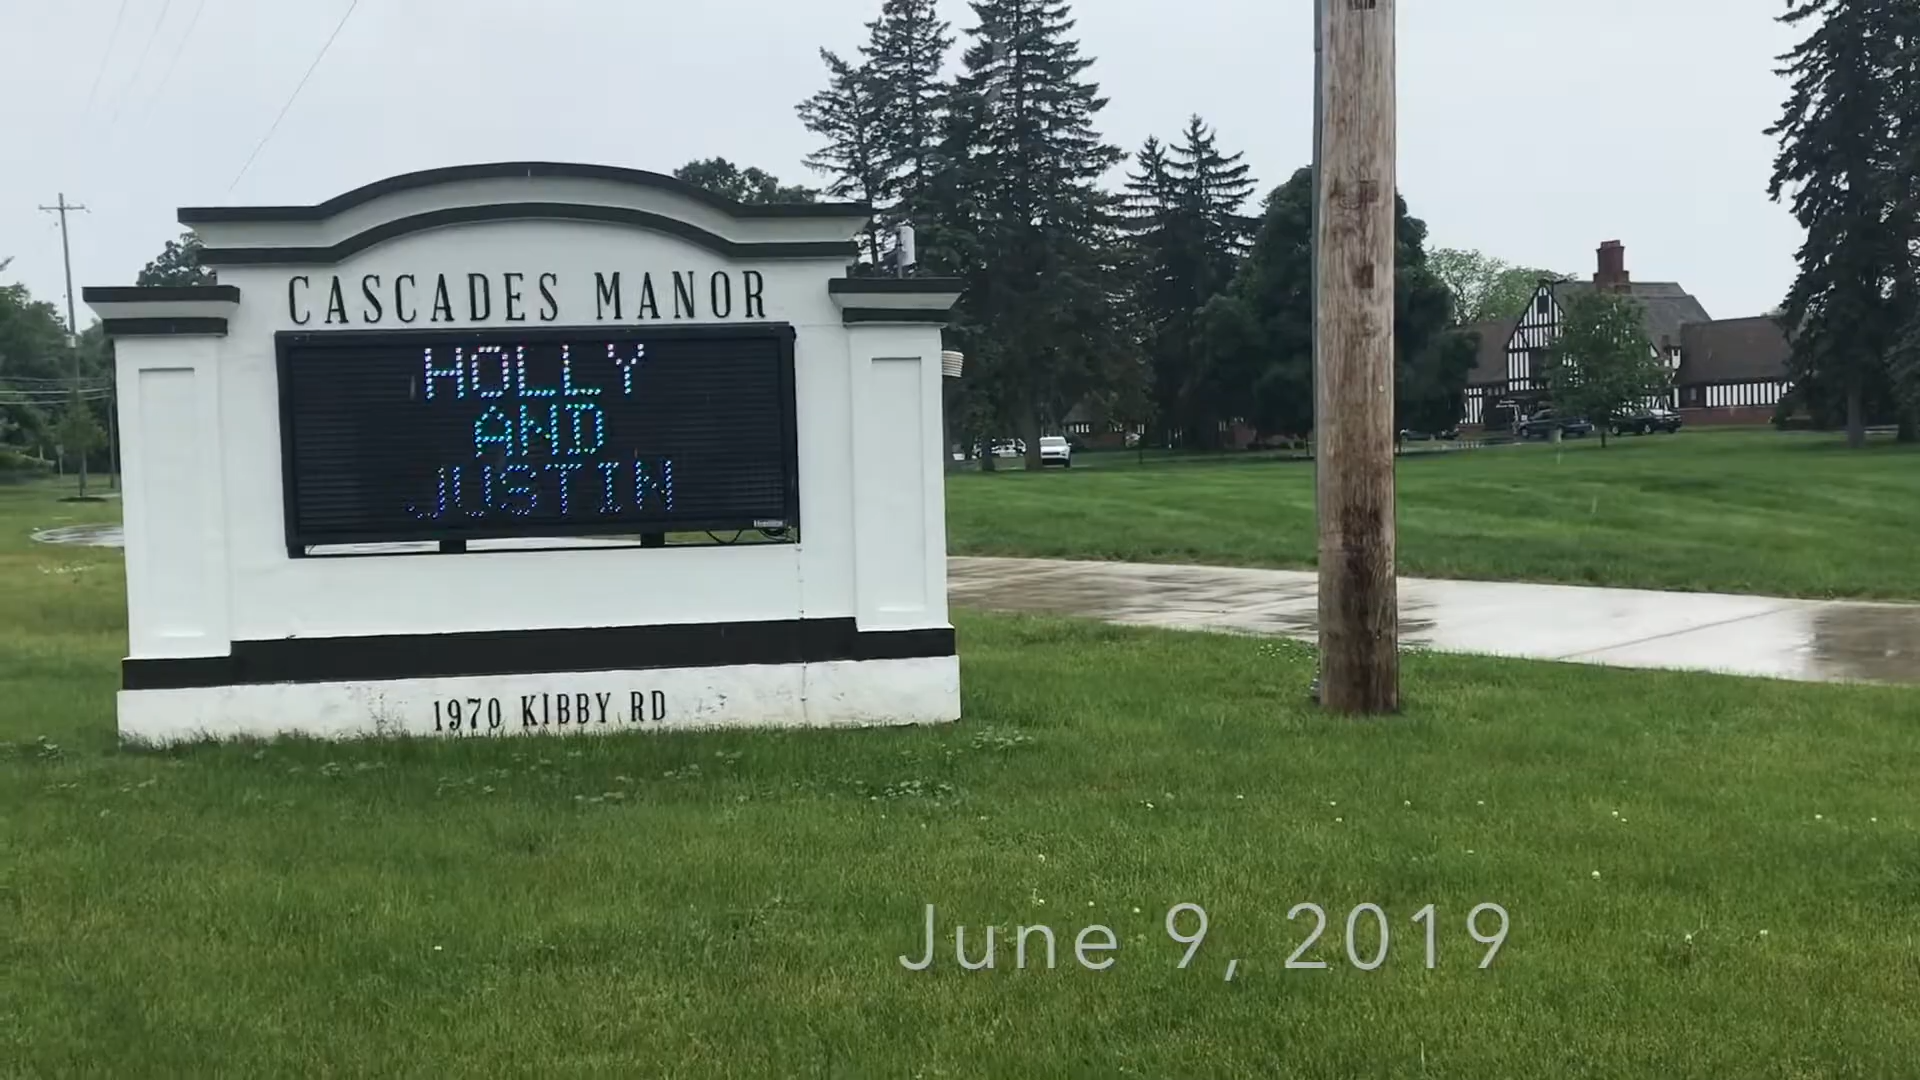 CASCADES MANOR
HOLLY
AND
JUSTIN
1970 KIBBY RD
June 9, 2019